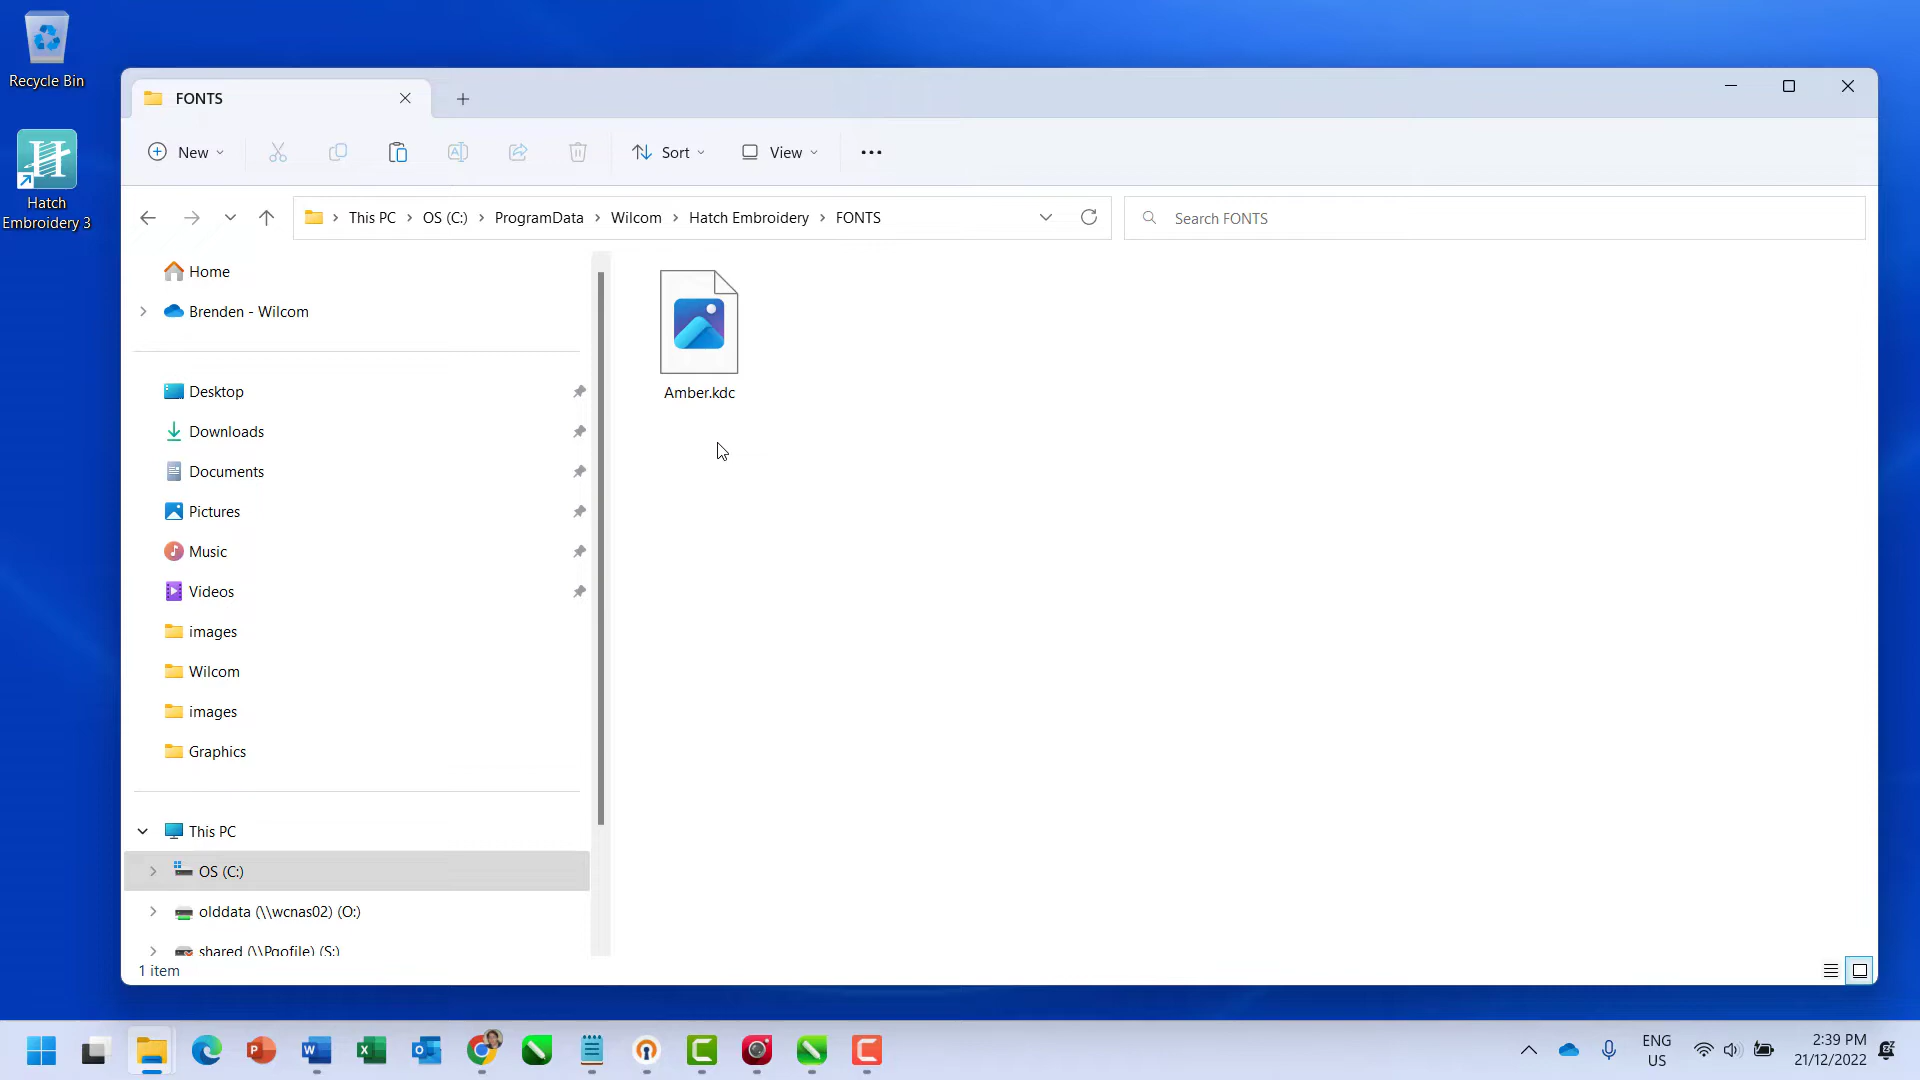 Recycle Bin
Hatch
Embroidery 3
FONTS
New
Sort
View
This PC
OS (C:)
ProgramData
Wilcom
Hatch Embroidery
FONTS
Search FONTS
Home
Brenden - Wilcom
Desktop
Downloads
Documents
Pictures
Music
Videos
images
Wilcom
images
Graphics
This PC
OS (C:)
olddata (\\wcnas02) (O:)
shared (\\Pgofile) (S:)
Amber.kdc
1 item
ENG
US
2:39 PM
21/12/2022